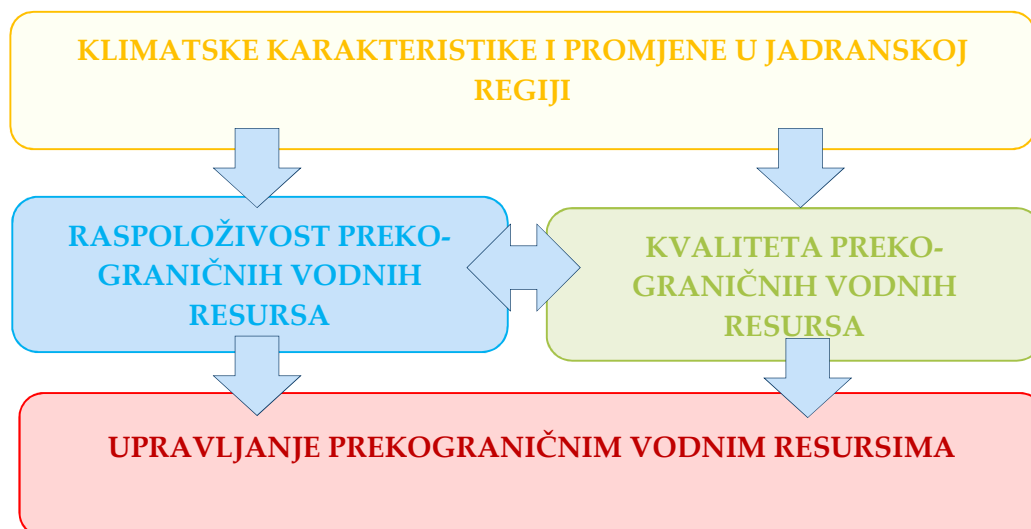 KLIMATSKE KARAKTERISTIKE I PROMJENE U JADRANSKOJ
REGIJI
RASPOLOŽIVOST PREKO-
GRANIČNIH VODNIH
RESURSA
KVALITETA PREKO-
GRANIČNIH VODNIH
RESURSA
UPRAVLJANJE PREKOGRANIČNIM VODNIM RESURSIMA